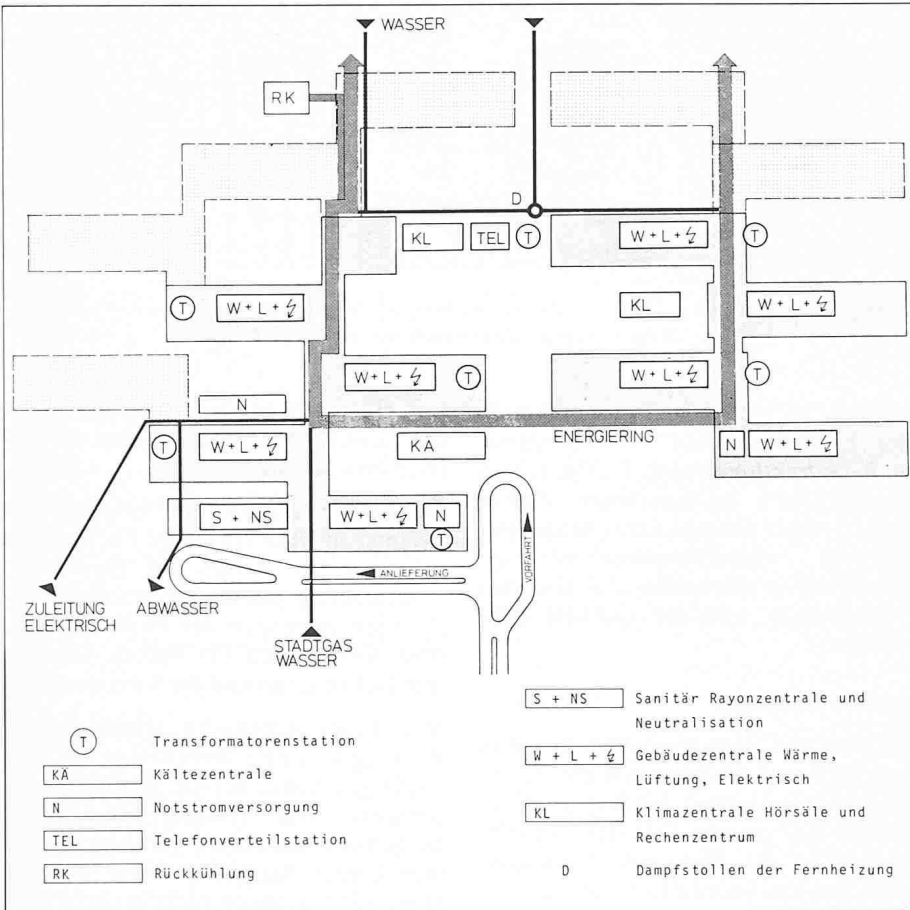 WASSER
RK
D
KL TEL T W+L+↯ T
T W+L+↯ KL W+L+↯
W+L+↯ T W+L+↯ T
N
ENERGIERING
T W+L+↯ KÄ N W+L+↯
S + NS W+L+↯ N
T
VORFAHRT
ANLIEFERUNG
ZULEITUNG
ELEKTRISCH
ABWASSER
STADTGAS
WASSER
T Transformatorenstation
KÄ Kältezentrale
N Notstromversorgung
TEL Telefonverteilstation
RK Rückkühlung
S + NS Sanitär Rayonzentrale und
Neutralisation
W + L + ↯ Gebäudezentrale Wärme,
Lüftung, Elektrisch
KL Klimazentrale Hörsäle und
Rechenzentrum
D Dampfstollen der Fernheizung